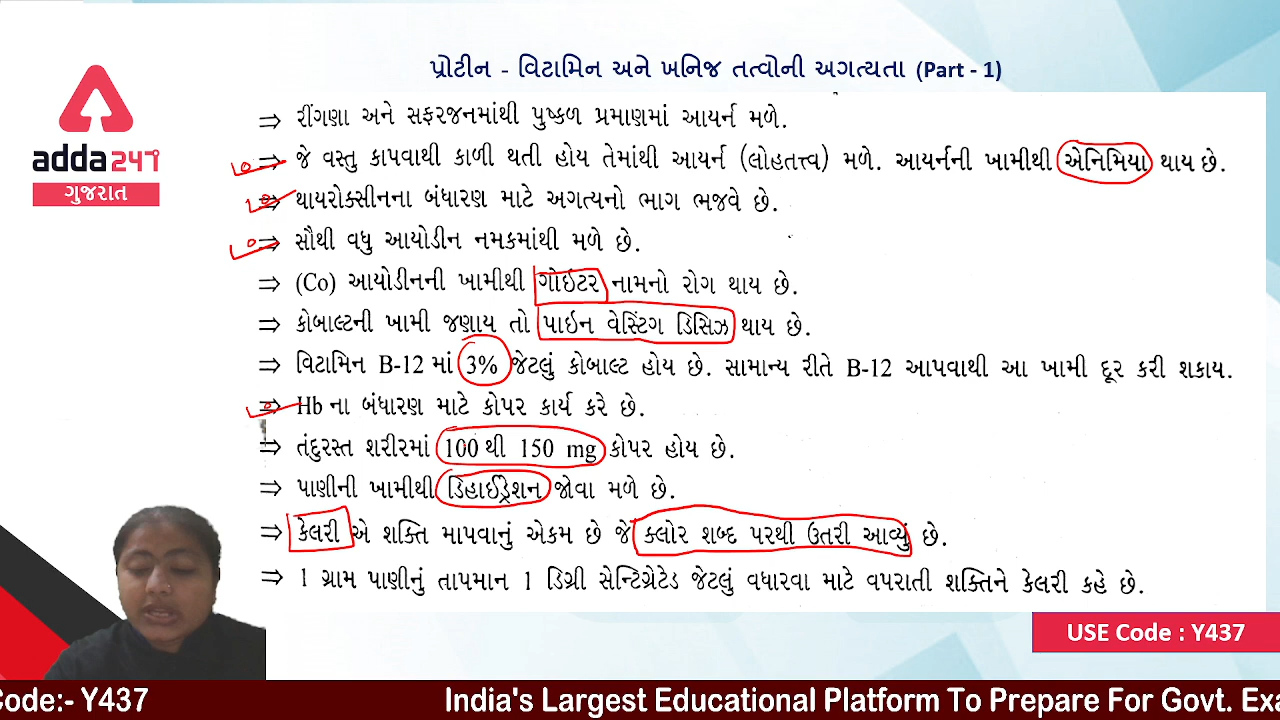 પ્રોટીન - વિટામિન અને ખનિજ તત્વોની અગત્યતા (Part - 1)
adda247
ગુજરાત
⇒ રીંગણા અને સફરજનમાંથી પુષ્કળ પ્રમાણમાં આયર્ન મળે.
⇒ જે વસ્તુ કાપવાથી કાળી થતી હોય તેમાંથી આયર્ન (લોહતત્ત્વ) મળે. આયર્નની ખામીથી એનિમિયા થાય છે.
⇒ થાયરોક્સીનના બંધારણ માટે અગત્યનો ભાગ ભજવે છે.
⇒ સૌથી વધુ આયોડીન નમકમાંથી મળે છે.
⇒ (Co) આયોડીનની ખામીથી ગોઈટર નામનો રોગ થાય છે.
⇒ કોબાલ્ટની ખામી જણાય તો પાઇન વેસ્ટિંગ ડિસિઝ થાય છે.
⇒ વિટામિન B-12 માં 3% જેટલું કોબાલ્ટ હોય છે. સામાન્ય રીતે B-12 આપવાથી આ ખામી દૂર કરી શકાય.
⇒ Hb ના બંધારણ માટે કોપર કાર્ય કરે છે.
⇒ તંદુરસ્ત શરીરમાં 100 થી 150 mg કોપર હોય છે.
⇒ પાણીની ખામીથી ડિહાઈડ્રેશન જોવા મળે છે.
⇒ કેલરી એ શક્તિ માપવાનું એકમ છે જે ક્લોર શબ્દ પરથી ઉતરી આવ્યું છે.
⇒ 1 ગ્રામ પાણીનું તાપમાન 1 ડિગ્રી સેન્ટિગ્રેટેડ જેટલું વધારવા માટે વપરાતી શક્તિને કેલરી કહે છે.
USE Code : Y437
Code:- Y437 India's Largest Educational Platform To Prepare For Govt. Exa